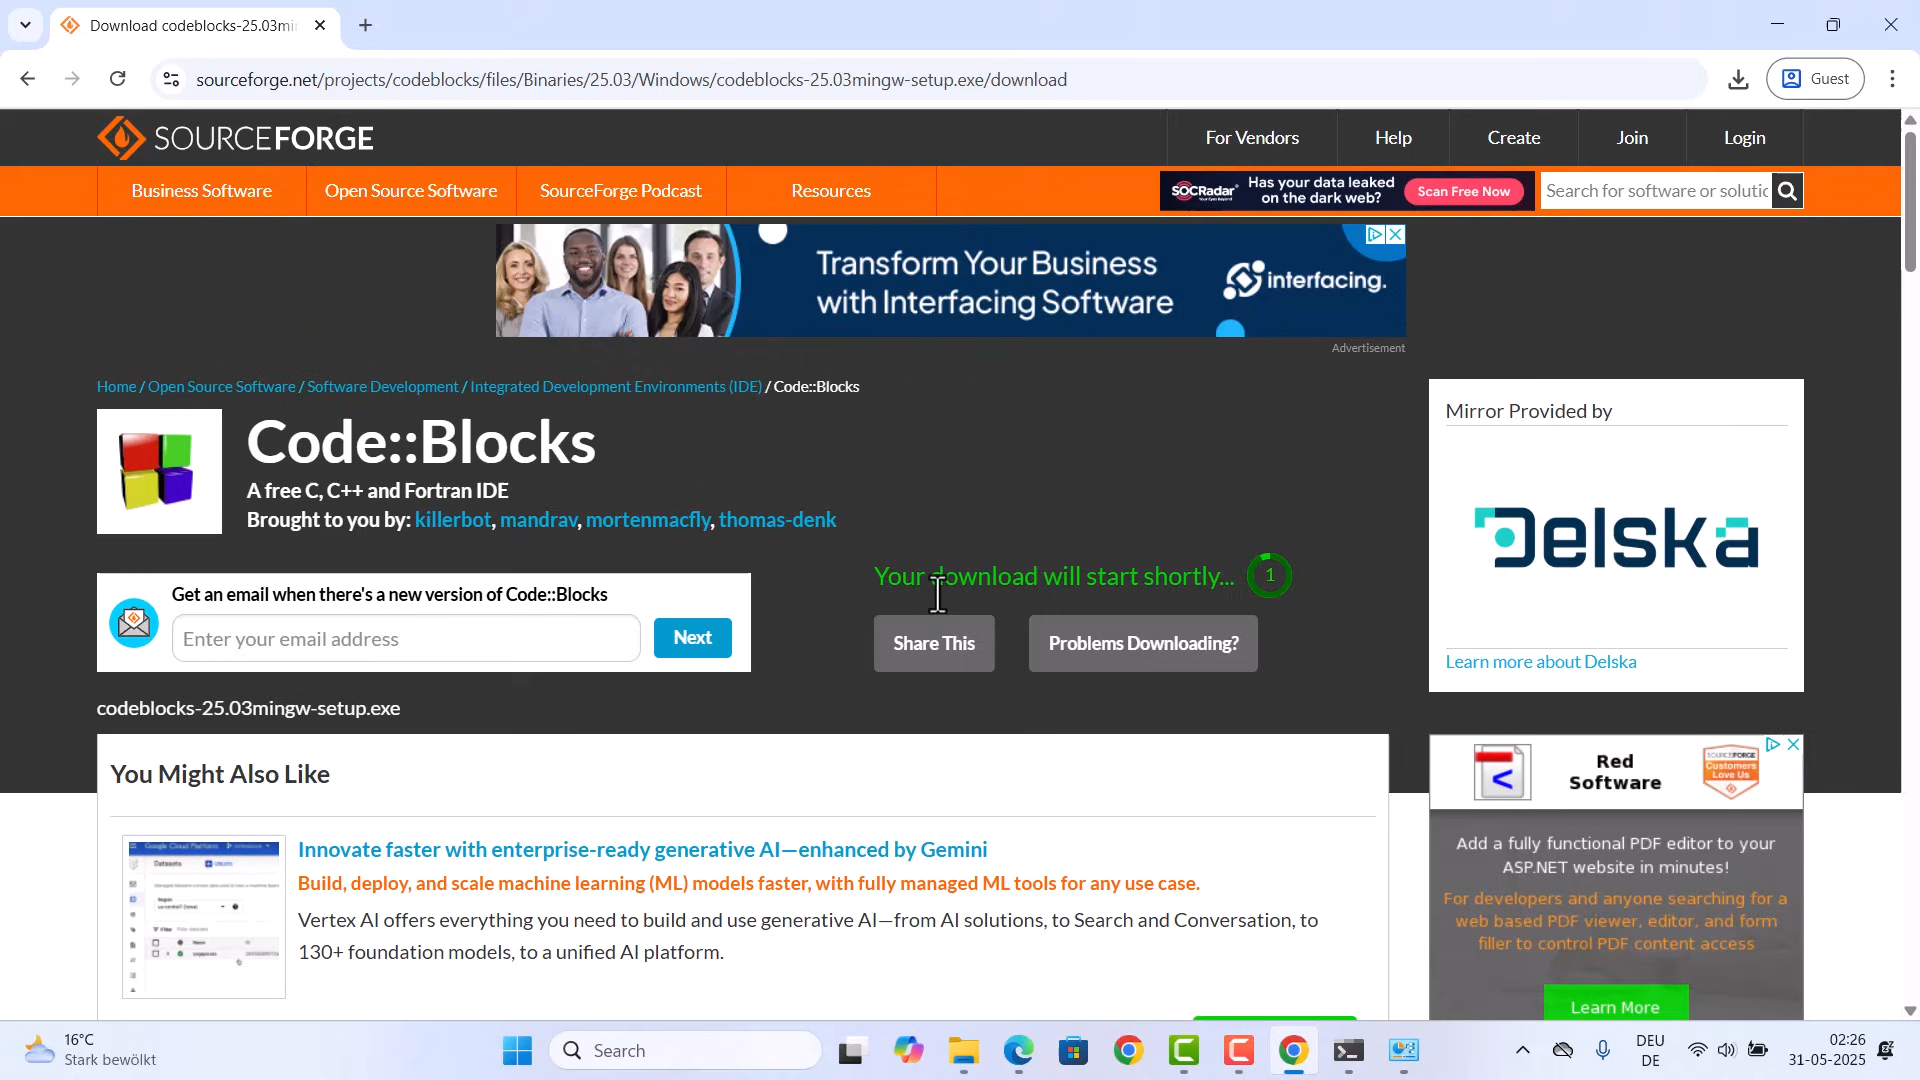 Download codeblocks-25.03min
sourceforge.net/projects/codeblocks/files/Binaries/25.03/Windows/codeblocks-25.03mingw-setup.exe/download
Guest
SOURCEFORGE
For Vendors
Help
Create
Join
Login
Business Software
Open Source Software
SourceForge Podcast
Resources
SOCRadar
Has your data leaked
on the dark web?
Scan Free Now
Search for software or solutic
Transform Your Business
with Interfacing Software
interfacing.
Advertisement
Home / Open Source Software / Software Development / Integrated Development Environments (IDE) / Code::Blocks
Code::Blocks
A free C, C++ and Fortran IDE
Brought to you by: killerbot, mandrav, mortenmacfly, thomas-denk
Mirror Provided by
Delska
Learn more about Delska
Your download will start shortly... 1
Get an email when there's a new version of Code::Blocks
Enter your email address
Next
Share This
Problems Downloading?
codeblocks-25.03mingw-setup.exe
You Might Also Like
Innovate faster with enterprise-ready generative AI—enhanced by Gemini
Build, deploy, and scale machine learning (ML) models faster, with fully managed ML tools for any use case.
Vertex AI offers everything you need to build and use generative AI—from AI solutions, to Search and Conversation, to
130+ foundation models, to a unified AI platform.
Google Cloud Platform
Datasets
Red
Software
SOURCEFORGE
Customers
Love Us
Add a fully functional PDF editor to your
ASP.NET website in minutes!
For developers and anyone searching for a
web based PDF viewer, editor, and form
filler to control PDF content access
Learn More
16°C
Stark bewölkt
Search
DEU
DE
02:26
31-05-2025